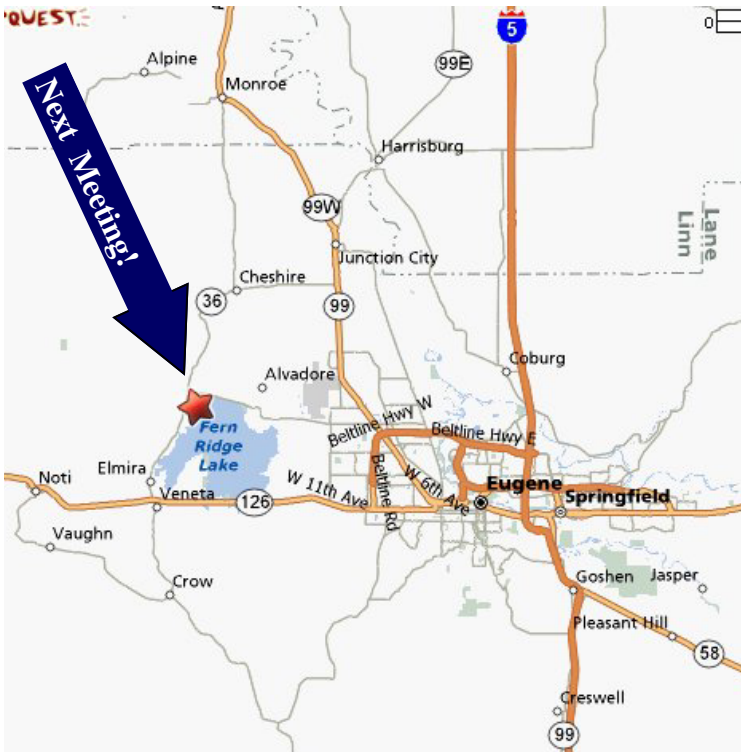 QUEST
5
0
Alpine
99E
Monroe
Next Meeting!
Harrisburg
99W
Lane
Linn
Junction City
Cheshire
36
99
Coburg
Alvadore
Beltline Hwy W
Beltline Hwy E
Fern
Ridge
Lake
Elmira
Noti
W 11th Ave
Beltline Rd
W 6th Ave
Eugene
Springfield
Veneta
126
Vaughn
Crow
Goshen
Jasper
Pleasant Hill
58
Creswell
99